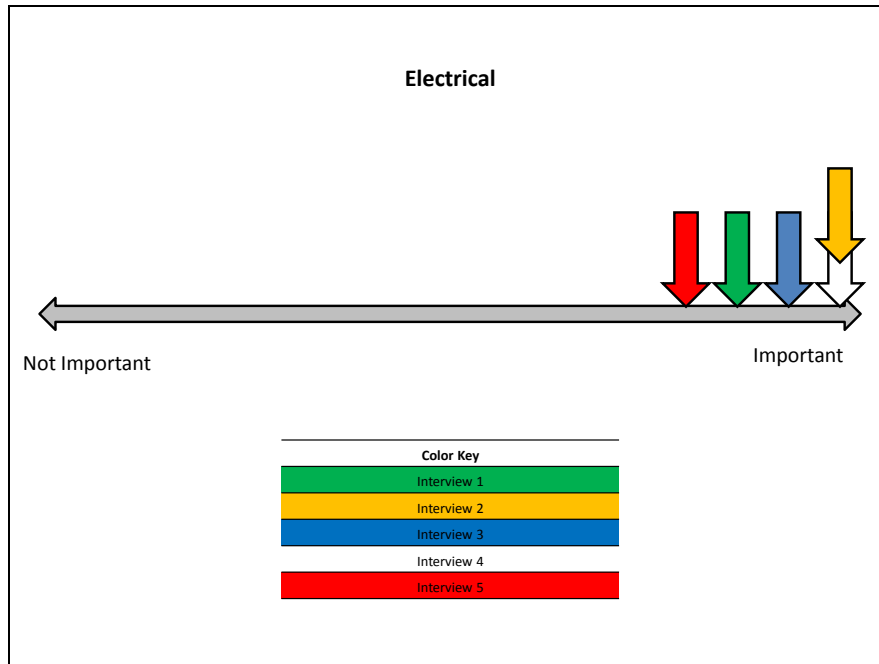 Electrical
Not Important
Important
Color Key
Interview 1
Interview 2
Interview 3
Interview 4
Interview 5